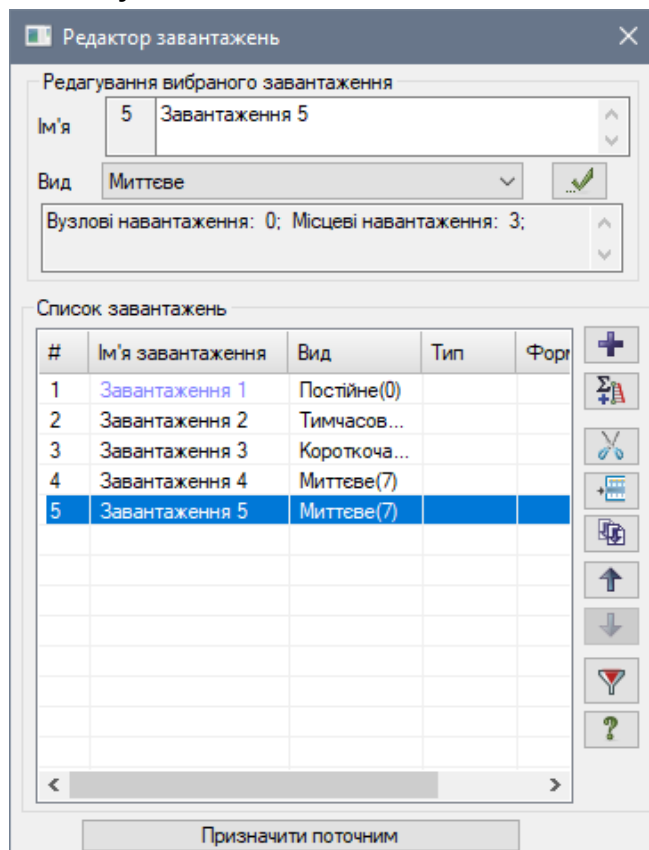 Редактор завантажень
Редагування вибраного завантаження
Ім'я 5 Завантаження 5
Вид Миттєве
Вузлові навантаження: 0; Місцеві навантаження: 3;
Список завантажень
# Ім'я завантаження Вид Тип Форм
1 Завантаження 1 Постійне(0)
2 Завантаження 2 Тимчасов...
3 Завантаження 3 Короткоча...
4 Завантаження 4 Миттєве(7)
5 Завантаження 5 Миттєве(7)
Призначити поточним